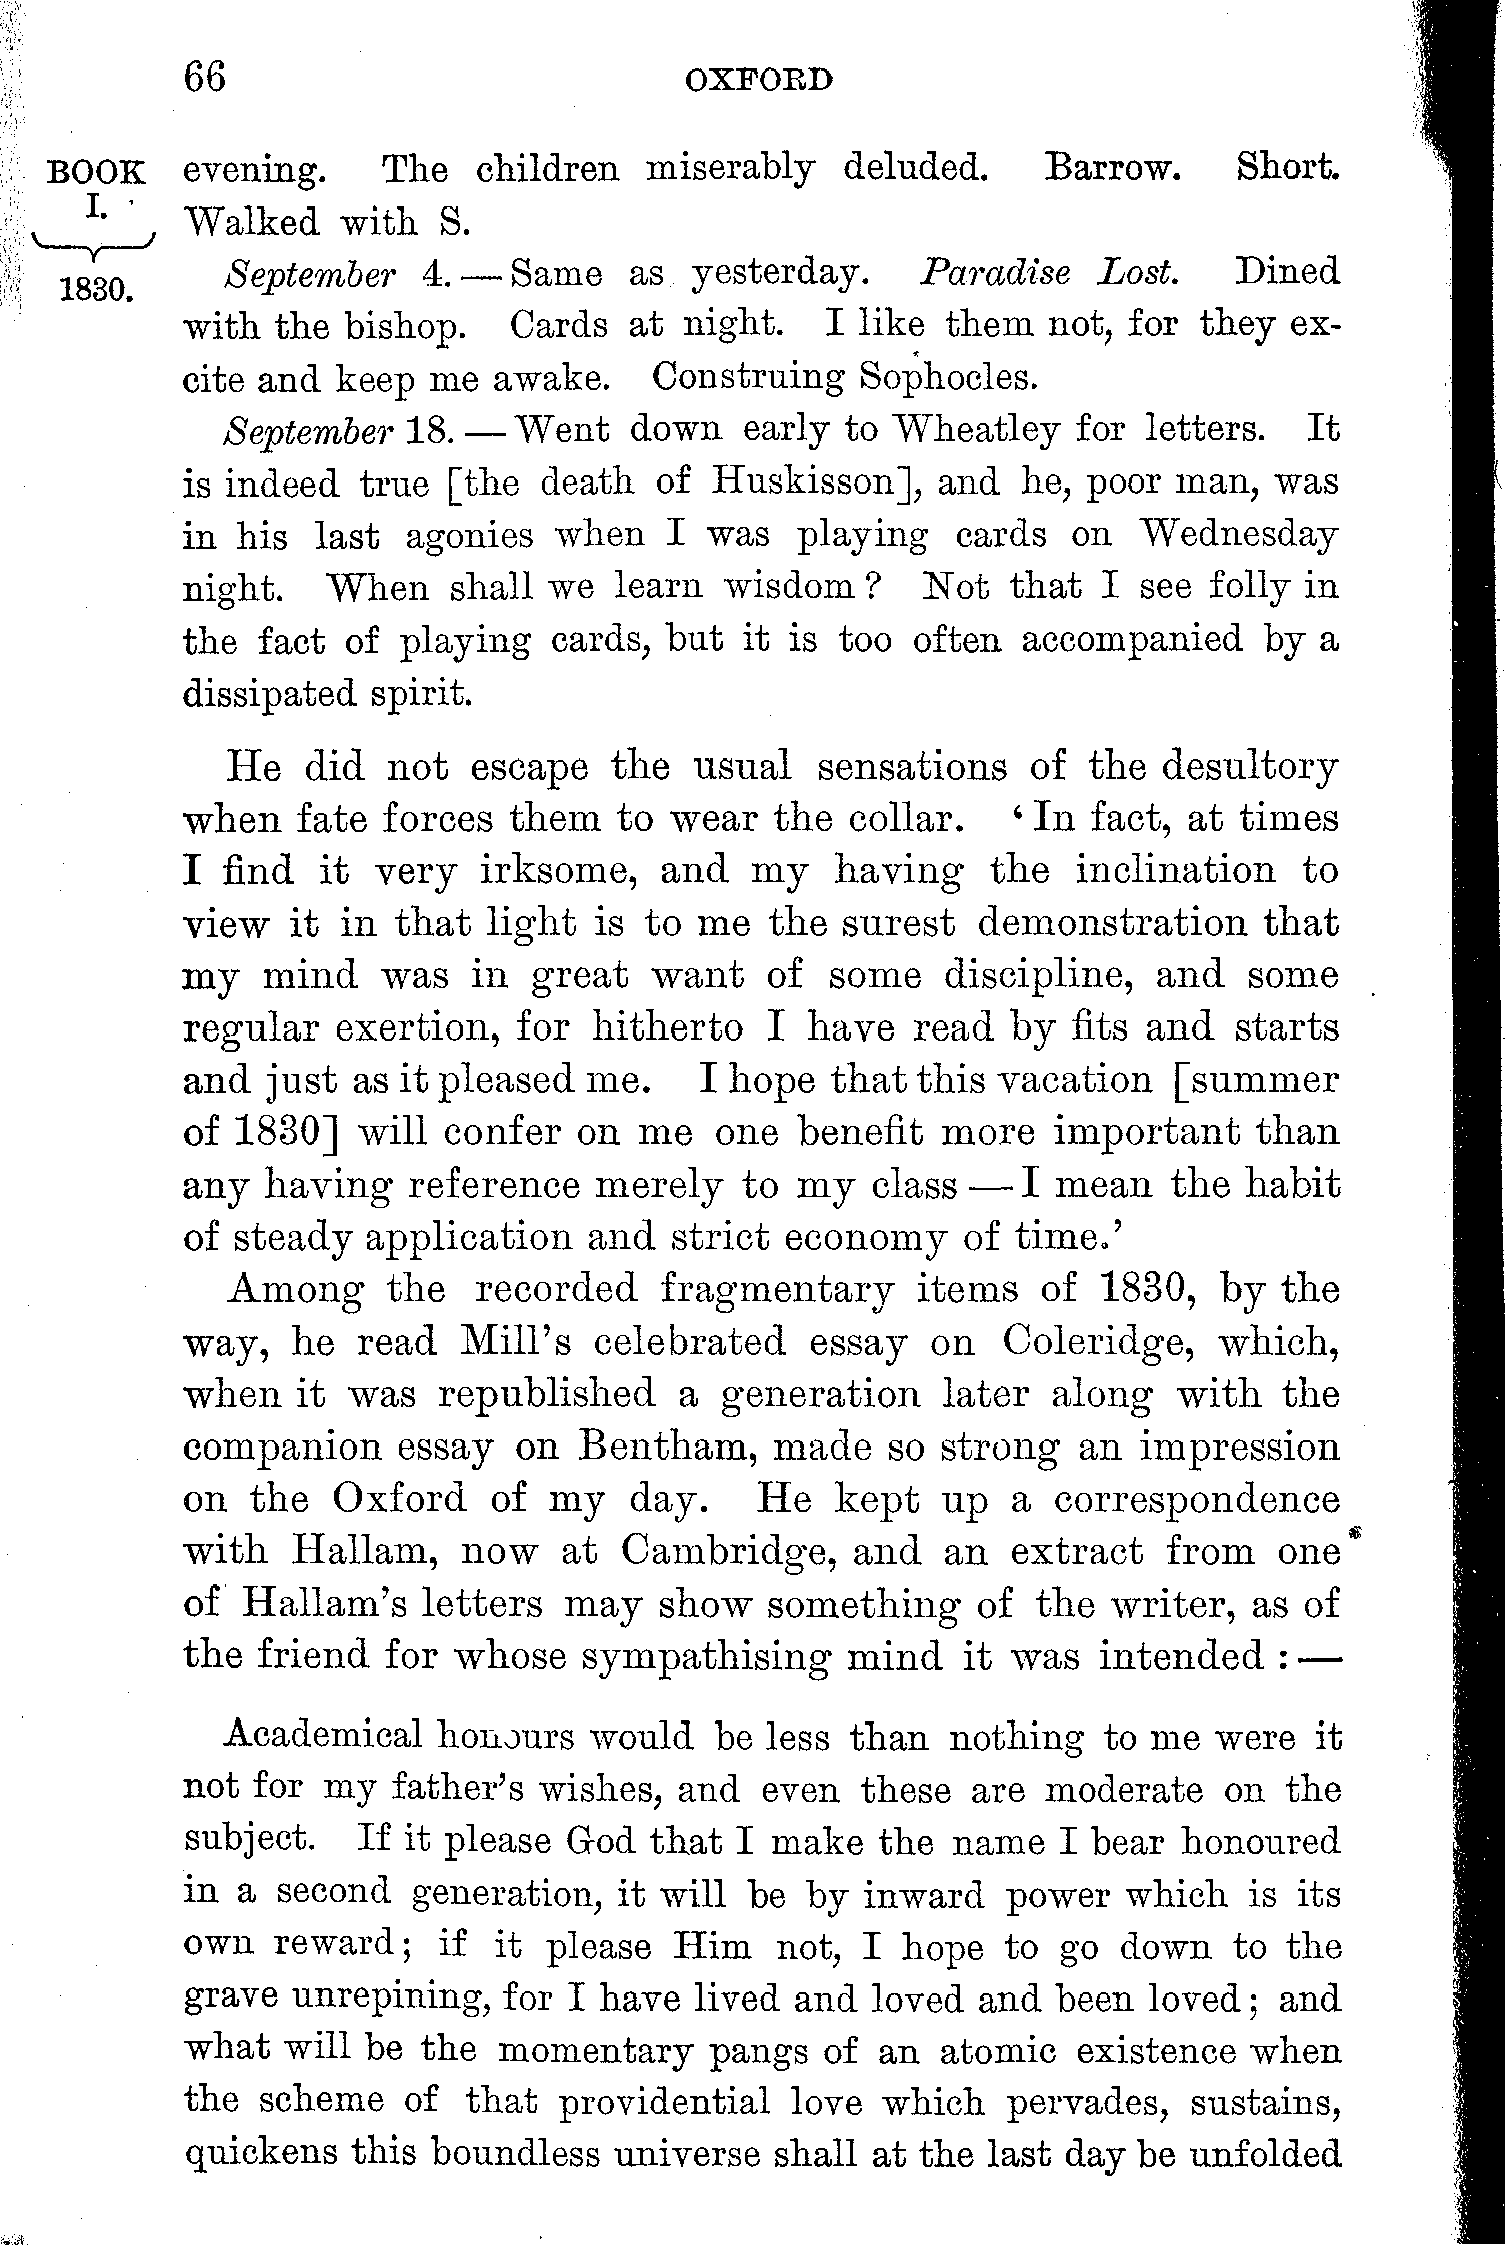 66 OXFORD
BOOK
I.
1830.
evening. The children miserably deluded. Barrow. Short.
Walked with S.
September 4. — Same as yesterday. Paradise Lost. Dined
with the bishop. Cards at night. I like them not, for they ex-
cite and keep me awake. Construing Sophocles.
September 18. — Went down early to Wheatley for letters. It
is indeed true [the death of Huskisson], and he, poor man, was
in his last agonies when I was playing cards on Wednesday
night. When shall we learn wisdom? Not that I see folly in
the fact of playing cards, but it is too often accompanied by a
dissipated spirit.
He did not escape the usual sensations of the desultory
when fate forces them to wear the collar. ‘In fact, at times
I find it very irksome, and my having the inclination to
view it in that light is to me the surest demonstration that
my mind was in great want of some discipline, and some
regular exertion, for hitherto I have read by fits and starts
and just as it pleased me. I hope that this vacation [summer
of 1830] will confer on me one benefit more important than
any having reference merely to my class — I mean the habit
of steady application and strict economy of time.’
Among the recorded fragmentary items of 1830, by the
way, he read Mill’s celebrated essay on Coleridge, which,
when it was republished a generation later along with the
companion essay on Bentham, made so strong an impression
on the Oxford of my day. He kept up a correspondence
with Hallam, now at Cambridge, and an extract from one
of Hallam’s letters may show something of the writer, as of
the friend for whose sympathising mind it was intended : —
Academical honours would be less than nothing to me were it
not for my father’s wishes, and even these are moderate on the
subject. If it please God that I make the name I bear honoured
in a second generation, it will be by inward power which is its
own reward; if it please Him not, I hope to go down to the
grave unrepining, for I have lived and loved and been loved; and
what will be the momentary pangs of an atomic existence when
the scheme of that providential love which pervades, sustains,
quickens this boundless universe shall at the last day be unfolded